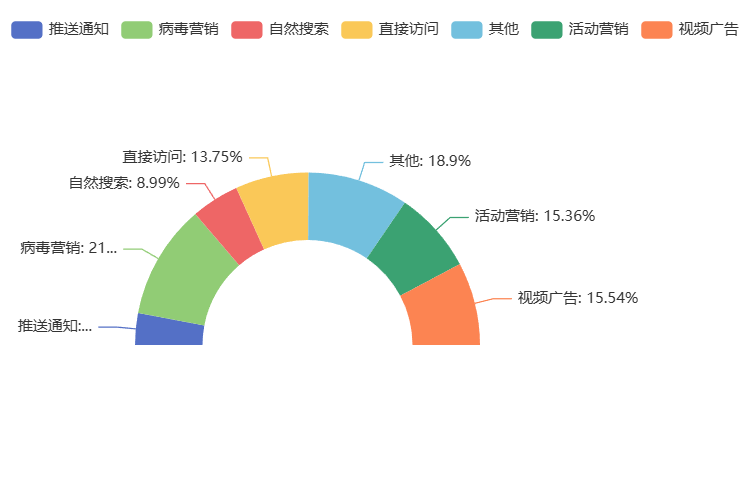 推送通知 病毒营销 自然搜索 直接访问 其他 活动营销 视频广告
直接访问: 13.75%
其他: 18.9%
自然搜索: 8.99%
活动营销: 15.36%
病毒营销: 21...
视频广告: 15.54%
推送通知:...